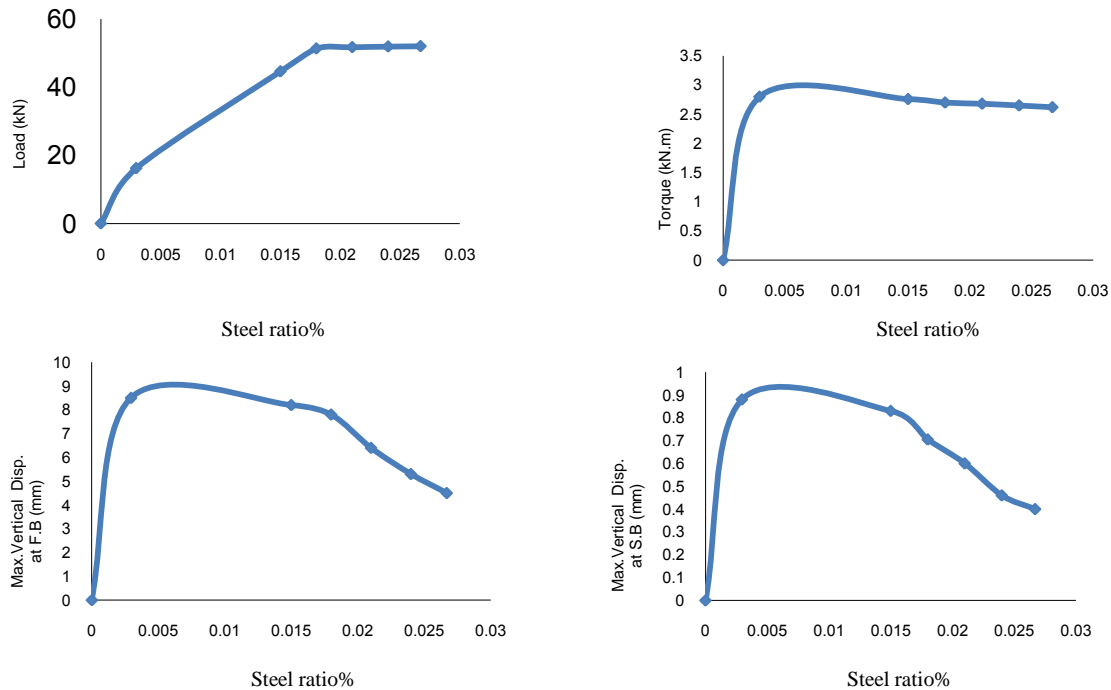 60
40
20
0
Load (kN)
0 0.005 0.01 0.015 0.02 0.025 0.03
Steel ratio%
3.5
3
2.5
2
1.5
1
0.5
0
Torque (kN.m)
0 0.005 0.01 0.015 0.02 0.025 0.03
Steel ratio%
10
9
8
7
6
5
4
3
2
1
0
Max.Vertical Disp.
at F.B (mm)
0 0.005 0.01 0.015 0.02 0.025 0.03
Steel ratio%
1
0.9
0.8
0.7
0.6
0.5
0.4
0.3
0.2
0.1
0
Max.Vertical Disp.
at S.B (mm)
0 0.005 0.01 0.015 0.02 0.025 0.03
Steel ratio%